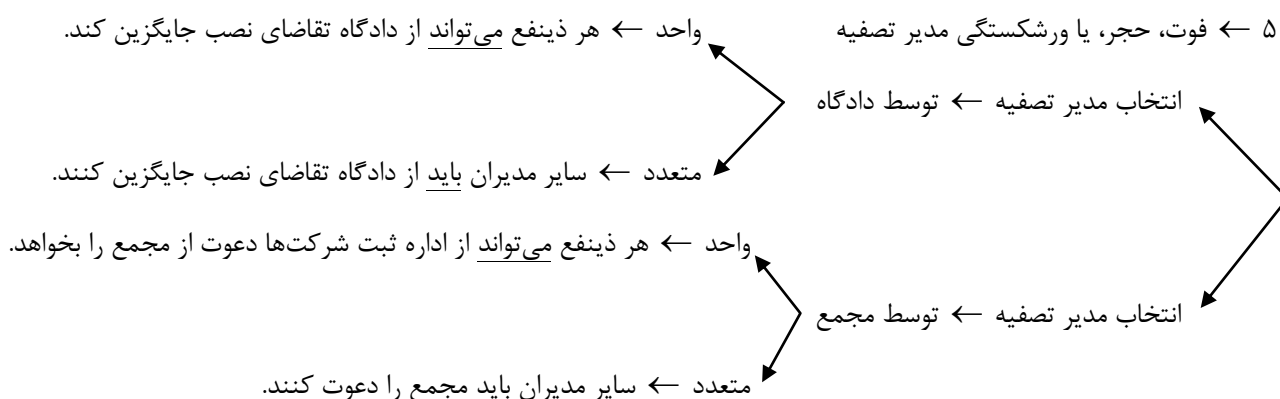 ۵ ← فوت، حجر، یا ورشکستگی مدیر تصفیه
واحد ← هر ذینفع می‌تواند از دادگاه تقاضای نصب جایگزین کند.
انتخاب مدیر تصفیه ← توسط دادگاه
متعدد ← سایر مدیران باید از دادگاه تقاضای نصب جایگزین کنند.
واحد ← هر ذینفع می‌تواند از اداره ثبت شرکت‌ها دعوت از مجمع را بخواهد.
انتخاب مدیر تصفیه ← توسط مجمع
متعدد ← سایر مدیران باید مجمع را دعوت کنند.